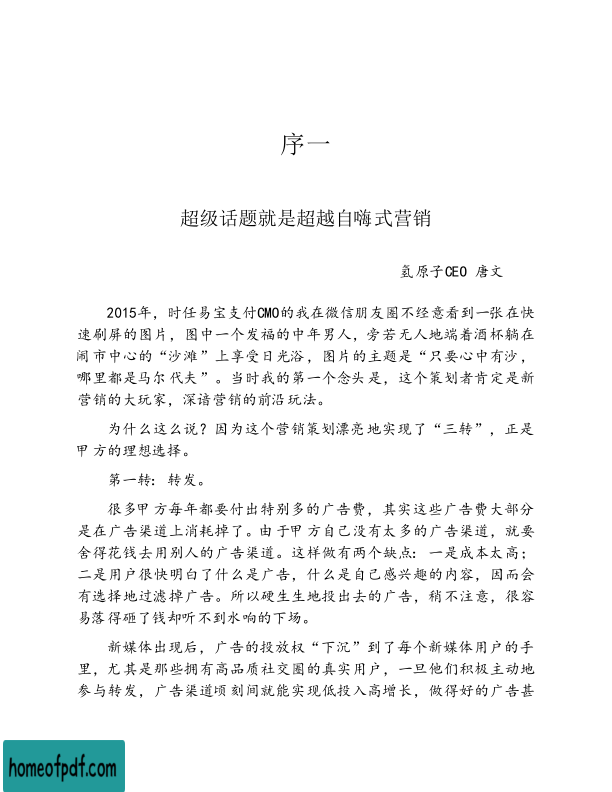 序一
超级话题就是超越自嗨式营销
氢原子CEO 唐文
2015年，时任易宝支付CMO的我在微信朋友圈不经意看到一张在快
速刷屏的图片，图中一个发福的中年男人，旁若无人地端着酒杯躺在
闹市中心的“沙滩”上享受日光浴，图片的主题是“只要心中有沙，
哪里都是马尔代夫”。当时我的第一个念头是，这个策划者肯定是新
营销的大玩家，深谙营销的前沿玩法。
为什么这么说？因为这个营销策划漂亮地实现了“三转”，正是
甲方的理想选择。
第一转：转发。
很多甲方每年都要付出特别多的广告费，其实这些广告费大部分
是在广告渠道上消耗掉了。由于甲方自己没有太多的广告渠道，就要
舍得花钱去用别人的广告渠道。这样做有两个缺点：一是成本太高；
二是用户很快明白了什么是广告，什么是自己感兴趣的内容，因而会
有选择地过滤掉广告。所以硬生生地投出去的广告，稍不注意，很容
易落得砸了钱却听不到水响的下场。
新媒体出现后，广告的投放权“下沉”到了每个新媒体用户的手
里，尤其是那些拥有高品质社交圈的真实用户，一旦他们积极主动地
参与转发，广告渠道顷刻间就能实现低投入高增长，做得好的广告甚
homeofpdf.com